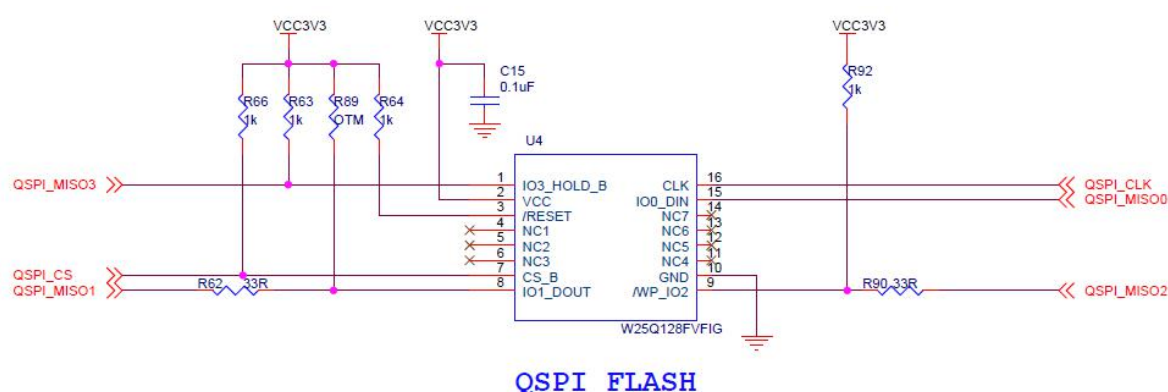 VCC3V3
VCC3V3
VCC3V3
R66
1k
R63
1k
R89
OTM
R64
1k
C15
0.1uF
R92
1k
U4
QSPI_MISO3
1 IO3_HOLD_B
2 VCC
3 /RESET
4 NC1
5 NC2
6 NC3
7 CS_B
8 IO1_DOUT
CLK 16
IO0_DIN 15
NC7 14
NC6 13
NC5 12
NC4 11
GND 10
/WP_IO2 9
QSPI_CLK
QSPI_MISO0
QSPI_CS
QSPI_MISO1
R62 33R
R90 33R
QSPI_MISO2
W25Q128FVFIG
QSPI FLASH